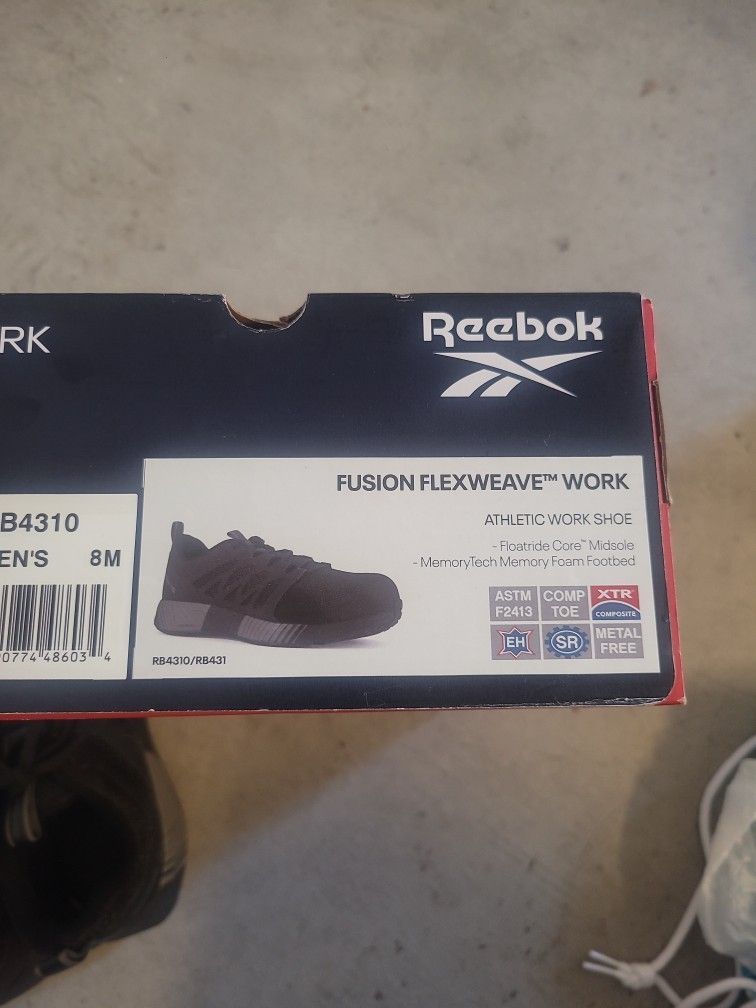 RK
Reebok
FUSION FLEXWEAVE™ WORK
ATHLETIC WORK SHOE
- Floatride Core™ Midsole
- MemoryTech Memory Foam Footbed
ASTM F2413
COMP TOE
XTR COMPOSITE
EH
SR
METAL FREE
RB4310/RB431
B4310
EN'S 8M
0774 48603 4